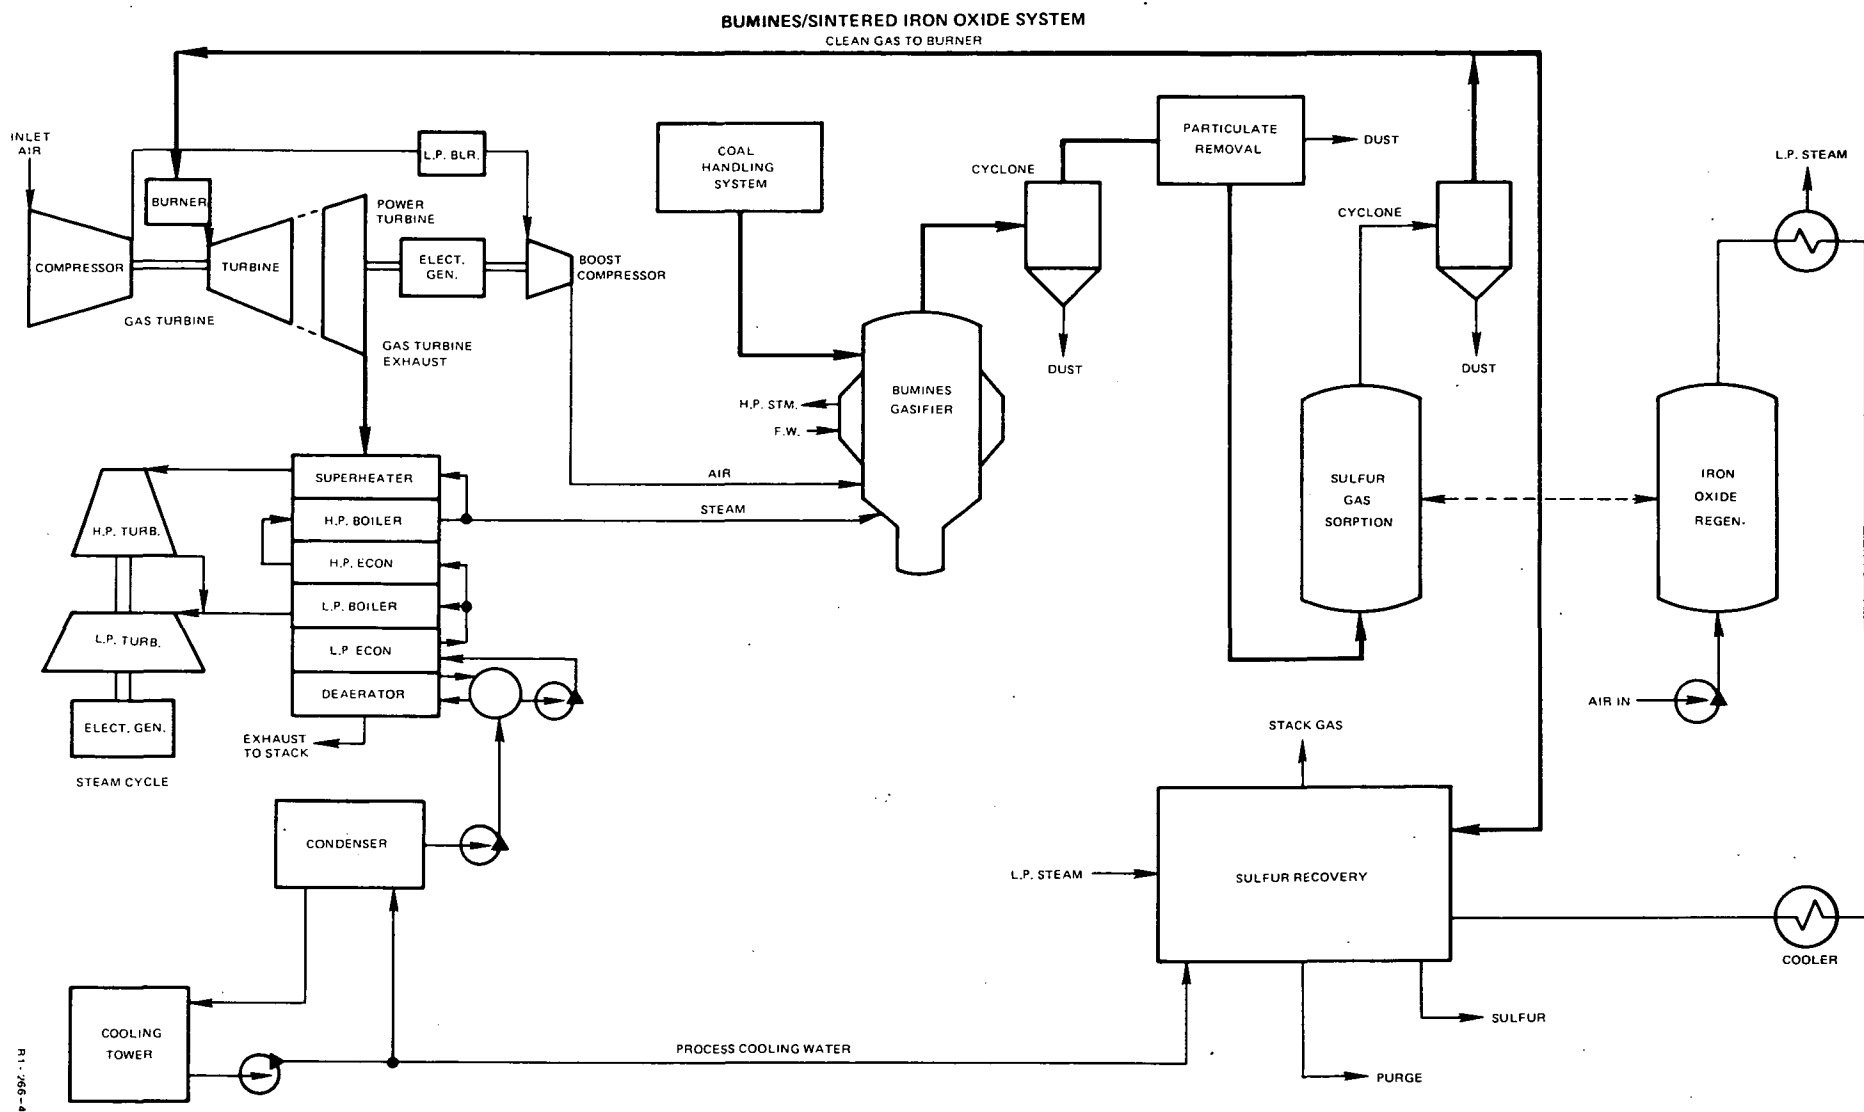 BUMINES/SINTERED IRON OXIDE SYSTEM
CLEAN GAS TO BURNER
INLET
AIR
L.P. BLR.
BURNER
COMPRESSOR
TURBINE
GAS TURBINE
POWER
TURBINE
ELECT.
GEN.
BOOST
COMPRESSOR
GAS TURBINE
EXHAUST
COAL
HANDLING
SYSTEM
CYCLONE
PARTICULATE
REMOVAL
DUST
DUST
CYCLONE
DUST
L.P. STEAM
BUMINES
GASIFIER
H.P. STM.
F.W.
AIR
STEAM
SULFUR
GAS
SORPTION
IRON
OXIDE
REGEN.
AIR IN
SUPERHEATER
H.P. BOILER
H.P. ECON
L.P. BOILER
L.P ECON
DEAERATOR
H.P. TURB.
L.P. TURB.
ELECT. GEN.
STEAM CYCLE
EXHAUST
TO STACK
CONDENSER
COOLING
TOWER
PROCESS COOLING WATER
STACK GAS
L.P. STEAM
SULFUR RECOVERY
COOLER
SULFUR
PURGE